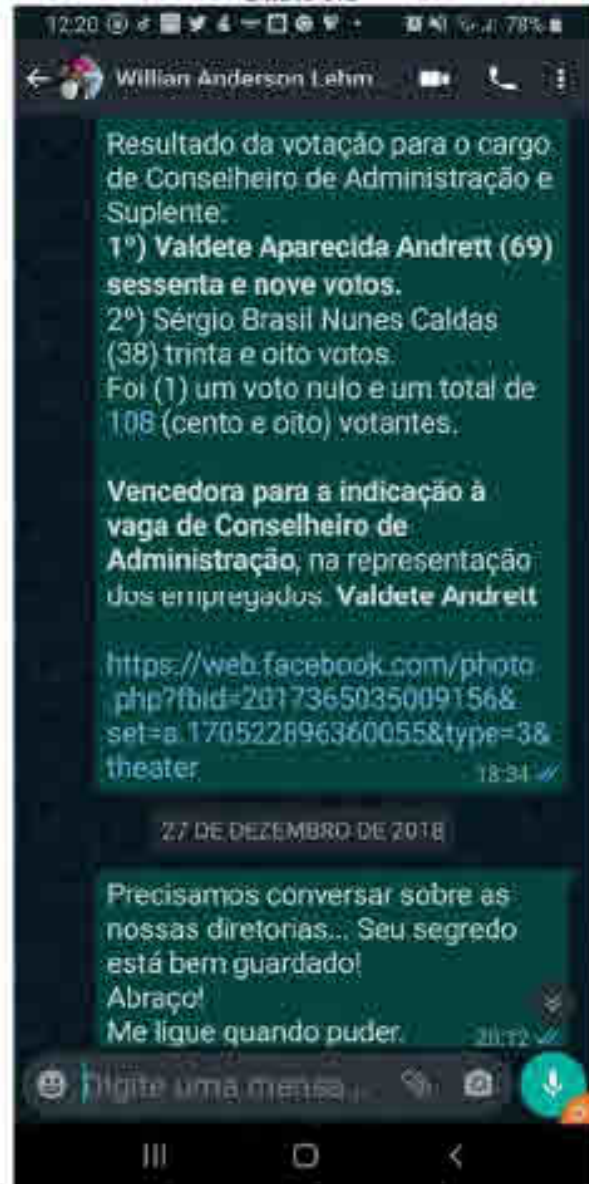 12:20
78%
Willian Anderson Lehm
Resultado da votação para o cargo
de Conselheiro de Administração e
Suplente:
1º) Valdete Aparecida Andrett (69)
sessenta e nove votos.
2º) Sérgio Brasil Nunes Caldas
(38) trinta e oito votos.
Foi (1) um voto nulo e um total de
108 (cento e oito) votantes.
Vencedora para a indicação à
vaga de Conselheiro de
Administração, na representação
dos empregados. Valdete Andrett
https://web.facebook.com/photo
.php?fbid=2017365035009156&
set=a.170522896360055&type=3&
theater
18:34
27 DE DEZEMBRO DE 2018
Precisamos conversar sobre as
nossas diretorias... Seu segredo
está bem guardado!
Abraço!
Me ligue quando puder.
20:12
Digite uma mensa...